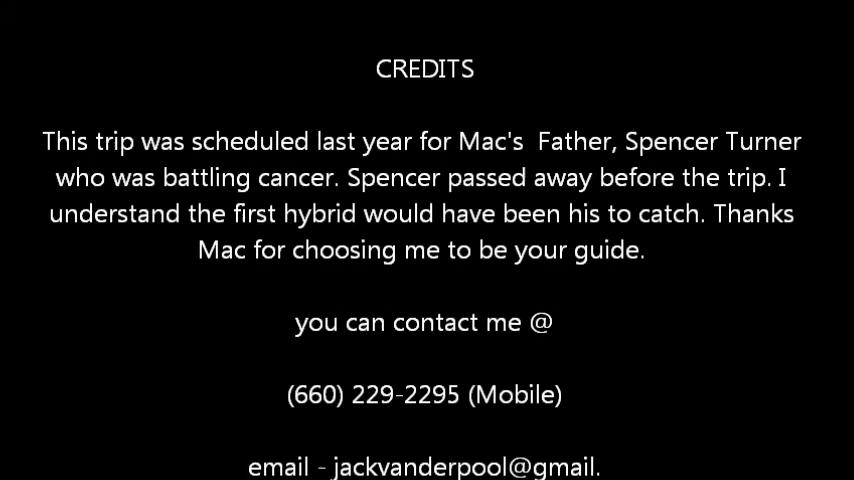 CREDITS
This trip was scheduled last year for Mac's  Father, Spencer Turner
who was battling cancer. Spencer passed away before the trip. I
understand the first hybrid would have been his to catch. Thanks
Mac for choosing me to be your guide.
you can contact me @
(660) 229-2295 (Mobile)
email - jackvanderpool@gmail.